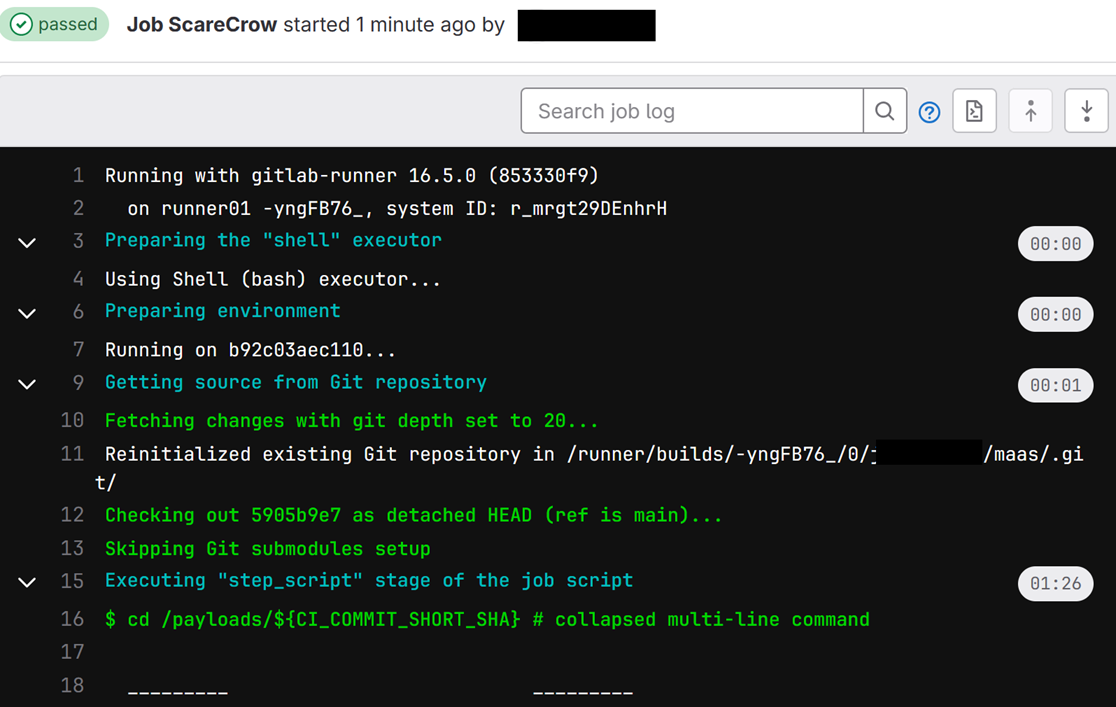 passed Job ScareCrow started 1 minute ago by
Search job log
1 Running with gitlab-runner 16.5.0 (853330f9)
2 on runner01 -yngFB76_, system ID: r_mrgt29DEnhrH
3 Preparing the "shell" executor 00:00
4 Using Shell (bash) executor...
6 Preparing environment 00:00
7 Running on b92c03aec110...
9 Getting source from Git repository 00:01
10 Fetching changes with git depth set to 20...
11 Reinitialized existing Git repository in /runner/builds/-yngFB76_/0/j /maas/.gi
t/
12 Checking out 5905b9e7 as detached HEAD (ref is main)...
13 Skipping Git submodules setup
15 Executing "step_script" stage of the job script 01:26
16 $ cd /payloads/${CI_COMMIT_SHORT_SHA} # collapsed multi-line command
17
18 _________ _________